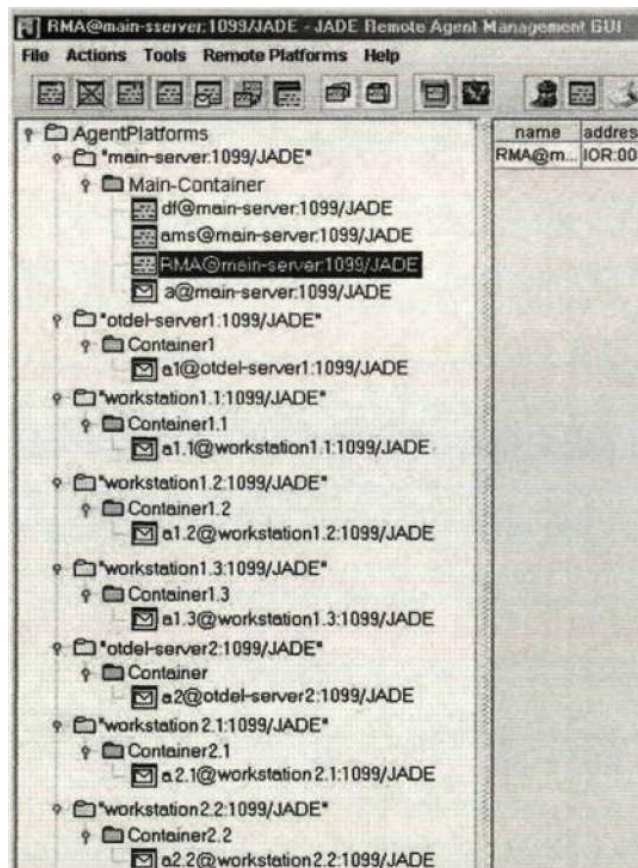 RMA@main-sserver:1099/JADE - JADE Remote Agent Management GUI
File Actions Tools Remote Platforms Help
AgentPlatforms
name addres
"main-server:1099/JADE"
RMA@m... IOR:00
Main-Container
df@main-server:1099/JADE
ams@main-server:1099/JADE
RMA@main-server:1099/JADE
a@main-server:1099/JADE
"otdel-server1:1099/JADE"
Container1
a1@otdel-server1:1099/JADE
"workstation1.1:1099/JADE"
Container1.1
a1.1@workstation1.1:1099/JADE
"workstation1.2:1099/JADE"
Container1.2
a1.2@workstation1.2:1099/JADE
"workstation1.3:1099/JADE"
Container1.3
a1.3@workstation1.3:1099/JADE
"otdel-server2:1099/JADE"
Container
a2@otdel-server2:1099/JADE
"workstation2.1:1099/JADE"
Container2.1
a2.1@workstation2.1:1099/JADE
"workstation2.2:1099/JADE"
Container2.2
a2.2@workstation2.2:1099/JADE